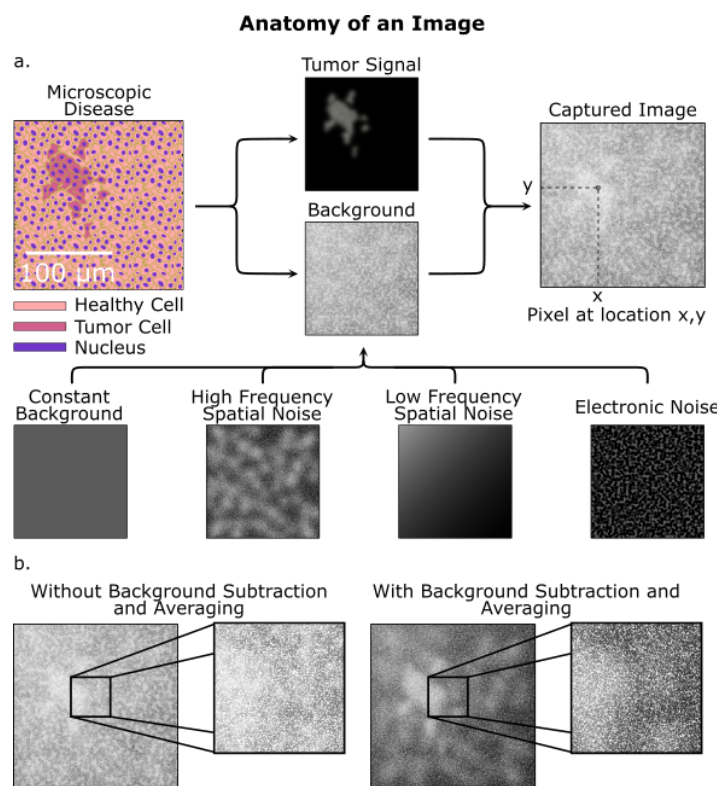 Anatomy of an Image
a.
Microscopic
Disease
100 µm
Healthy Cell
Tumor Cell
Nucleus
Tumor Signal
Background
Captured Image
y
x
Pixel at location x,y
Constant
Background
High Frequency
Spatial Noise
Low Frequency
Spatial Noise
Electronic Noise
b.
Without Background Subtraction
and Averaging
With Background Subtraction and
Averaging